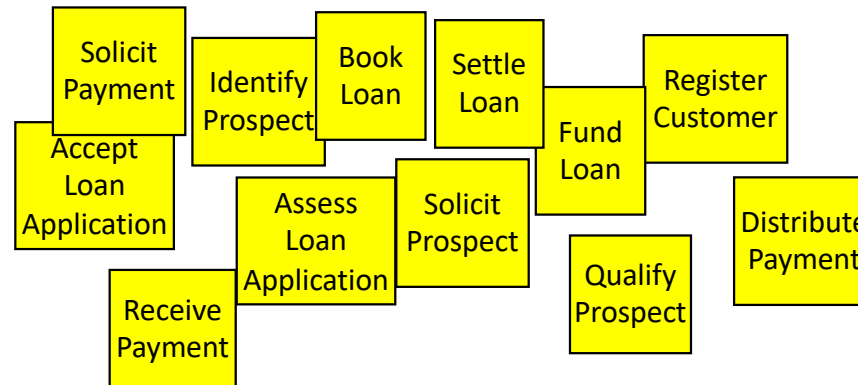 Solicit
Payment
Identify
Prospect
Book
Loan
Settle
Loan
Fund
Loan
Register
Customer
Accept
Loan
Application
Assess
Loan
Application
Solicit
Prospect
Distribute
Payment
Qualify
Prospect
Receive
Payment